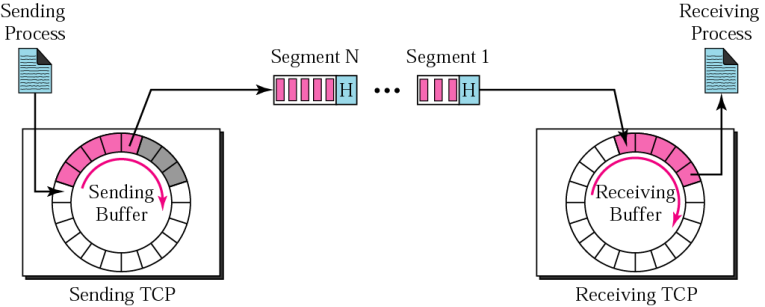 Sending
Process
Receiving
Process
Segment N
Segment 1
H
H
Sending
Buffer
Receiving
Buffer
Sending TCP
Receiving TCP